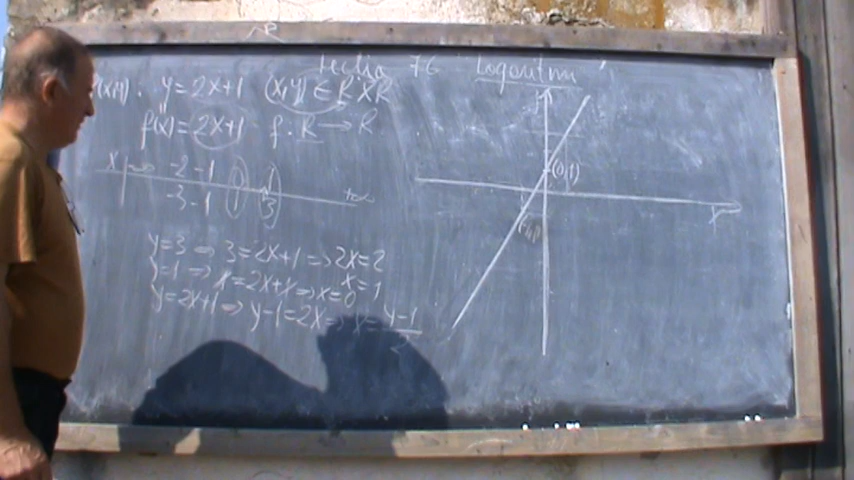 Lectia 76 Logaritmi
y=2x+1 (x,y) ∈ R×R
f(x)=2x+1 f: R → R
x -2 -1 0 1
-3 -1 1 3
y=3 ⇒ 3=2x+1 ⇒ 2x=2
x=1
y=1 ⇒ 1=2x+1 ⇒ x=0
y=2x+1 ⇒ y-1=2x ⇒ x=y-1/2
(0,1)
x